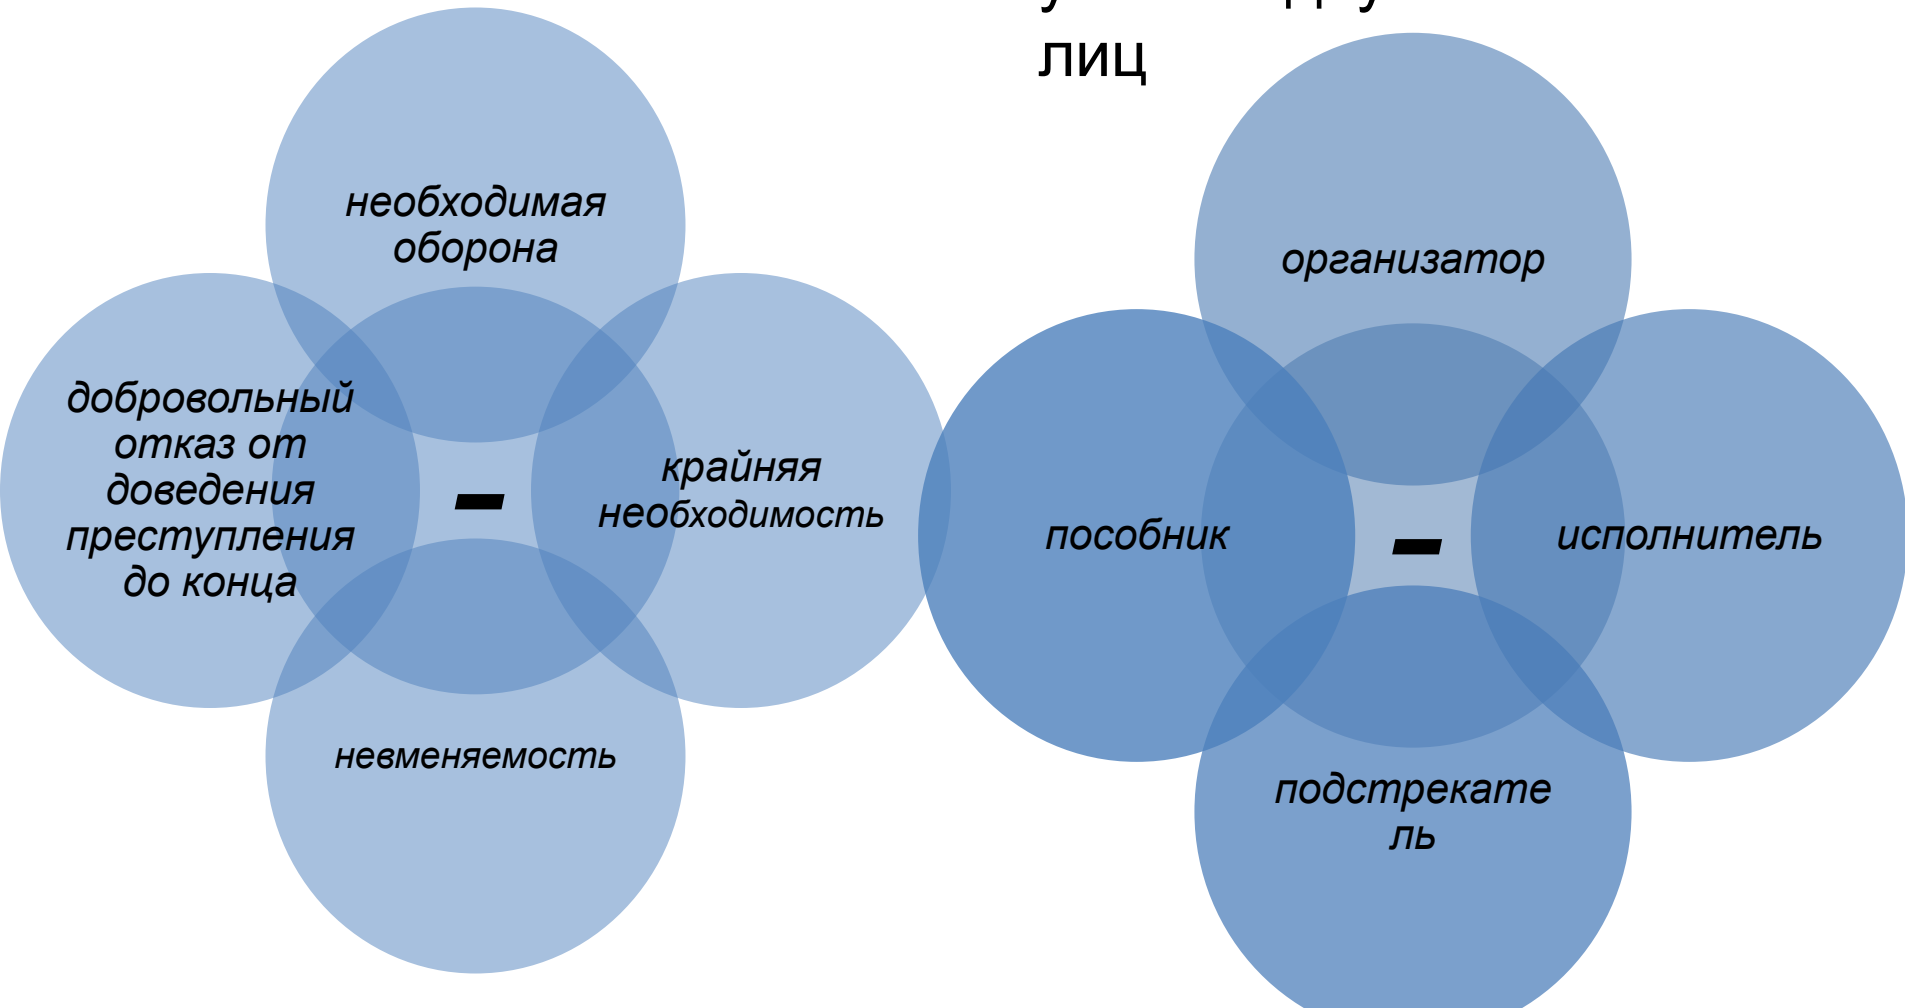 лиц
необходимая
оборона
добровольный
отказ от
доведения
преступления
до конца
-
крайняя
необходимость
невменяемость
организатор
пособник
-
исполнитель
подстрекате
ль